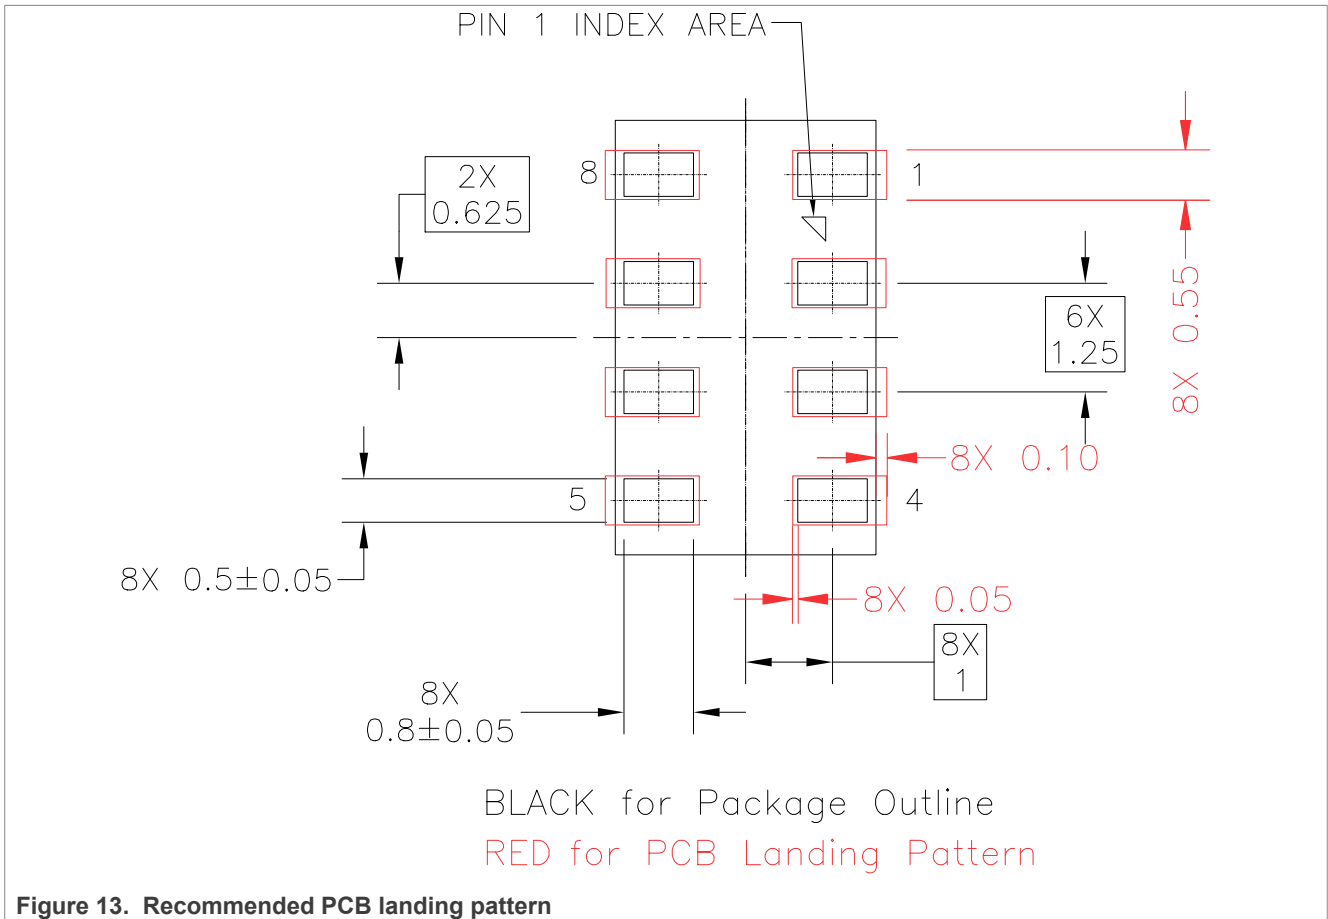 PIN 1 INDEX AREA
8
1
2X
0.625
8X 0.55
6X
1.25
8X 0.10
5
4
8X 0.5±0.05
8X 0.05
8X
1
8X
0.8±0.05
BLACK for Package Outline
RED for PCB Landing Pattern
Figure 13. Recommended PCB landing pattern